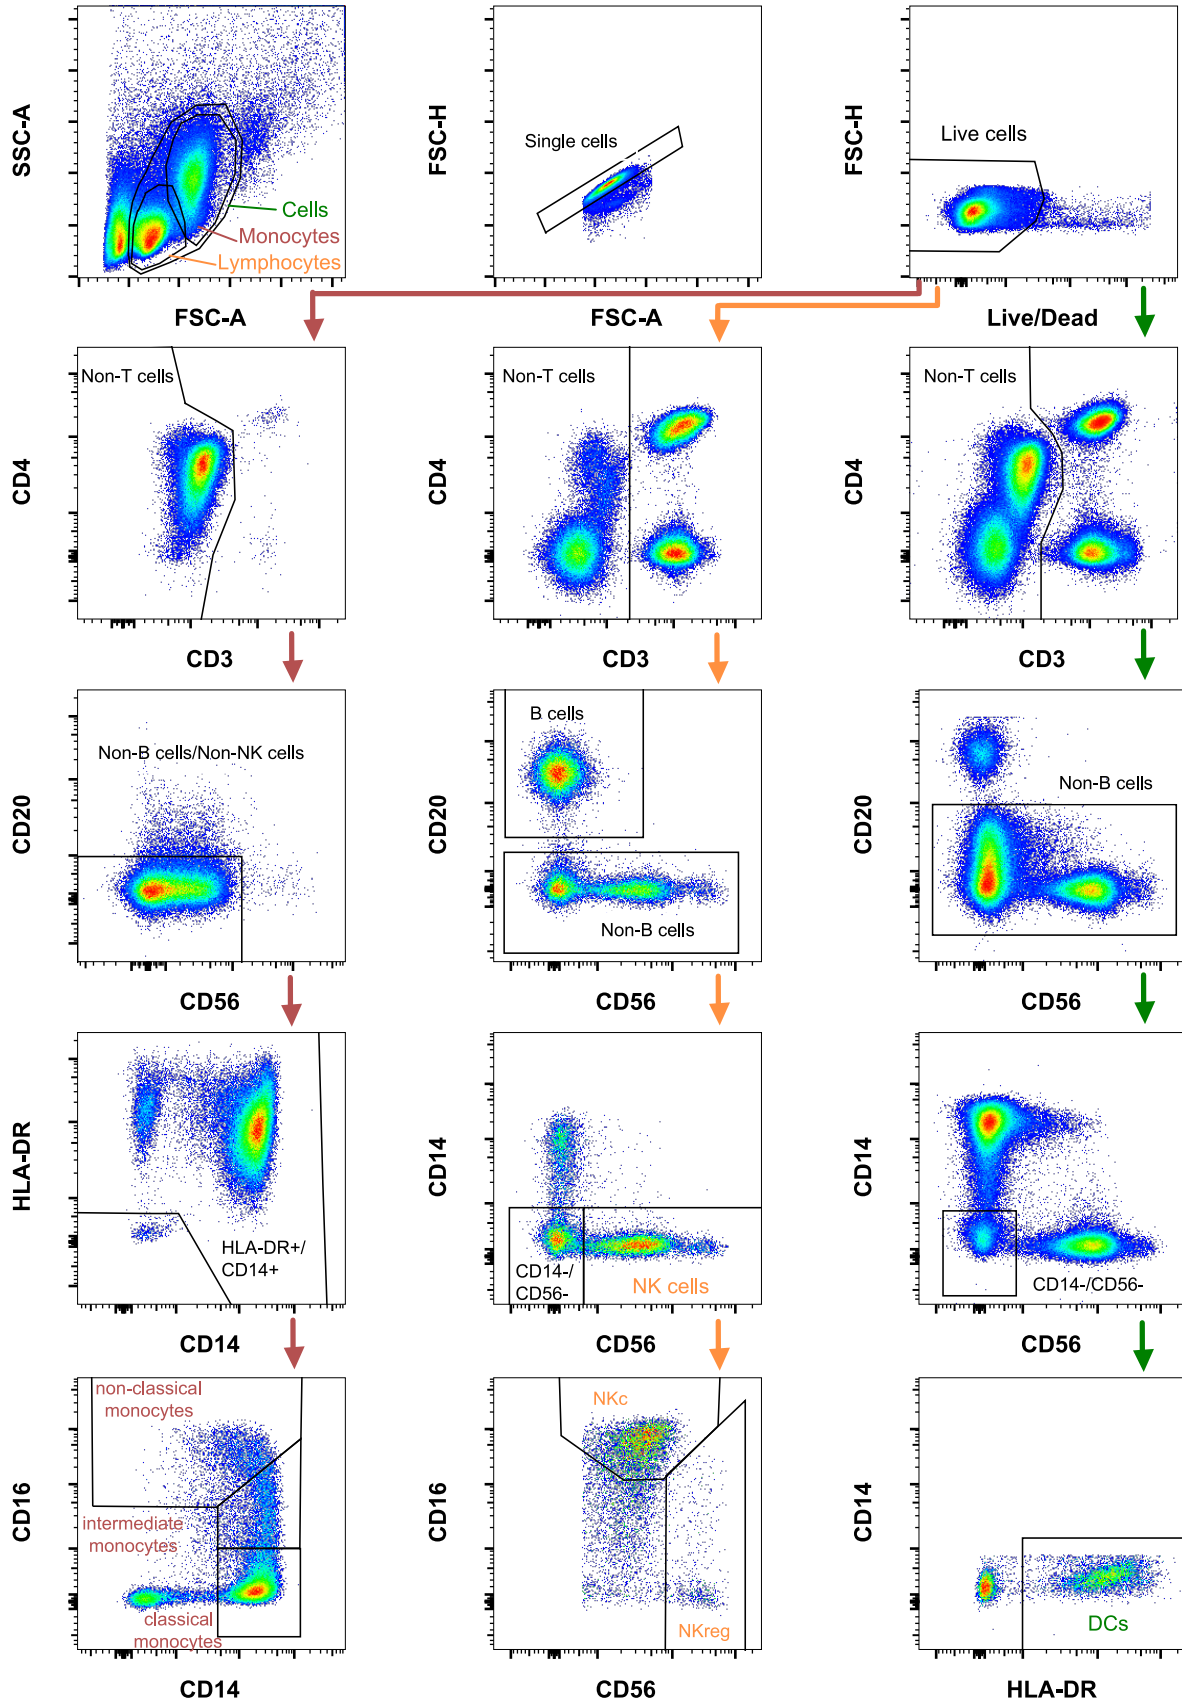 SSC-A
Cells
Monocytes
Lymphocytes
FSC-A
FSC-H
Single cells
FSC-A
FSC-H
Live cells
Live/Dead
CD4
Non-T cells
CD3
CD4
Non-T cells
CD3
CD4
Non-T cells
CD3
CD20
Non-B cells/Non-NK cells
CD56
CD20
B cells
Non-B cells
CD56
CD20
Non-B cells
CD56
HLA-DR
HLA-DR+/
CD14+
CD14
CD14
CD14-/
CD56-
NK cells
CD56
CD14
CD14-/CD56-
CD56
CD16
non-classical
monocytes
intermediate
monocytes
classical
monocytes
CD14
CD16
NKc
NKreg
CD56
CD14
DCs
HLA-DR